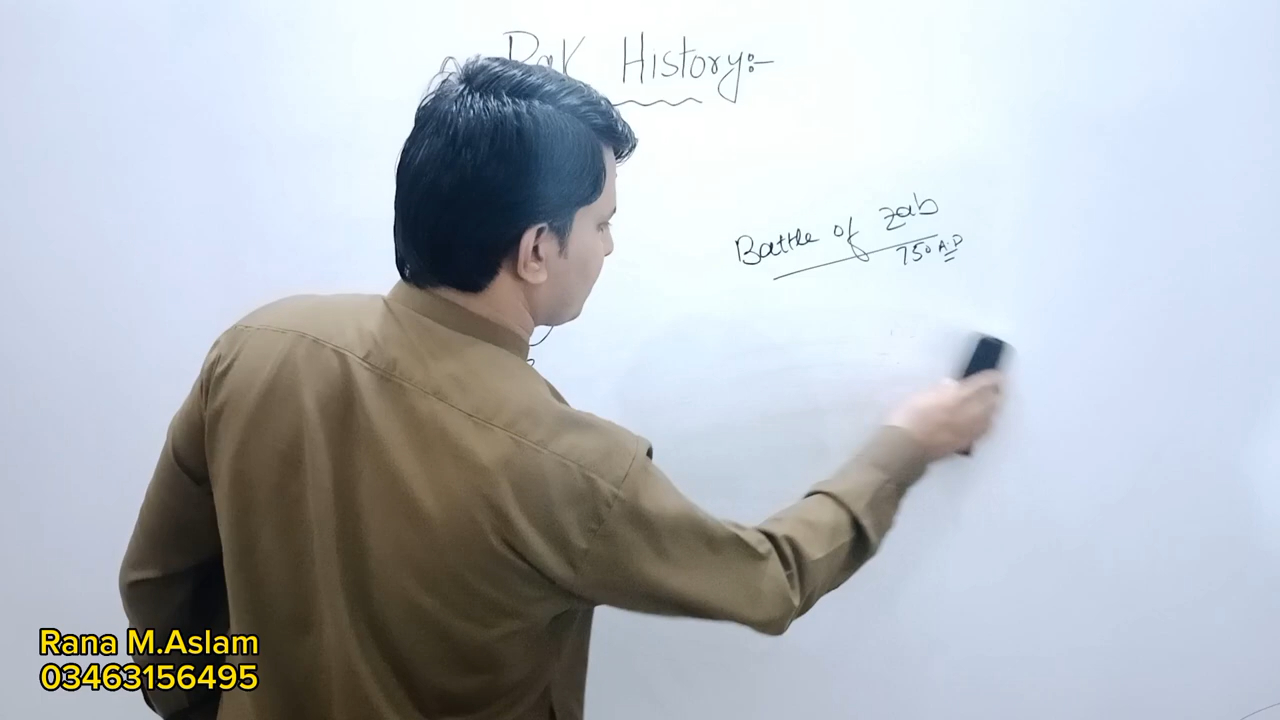 Pak History:-
Battle of zab
750 A.D
Rana M.Aslam
03463156495